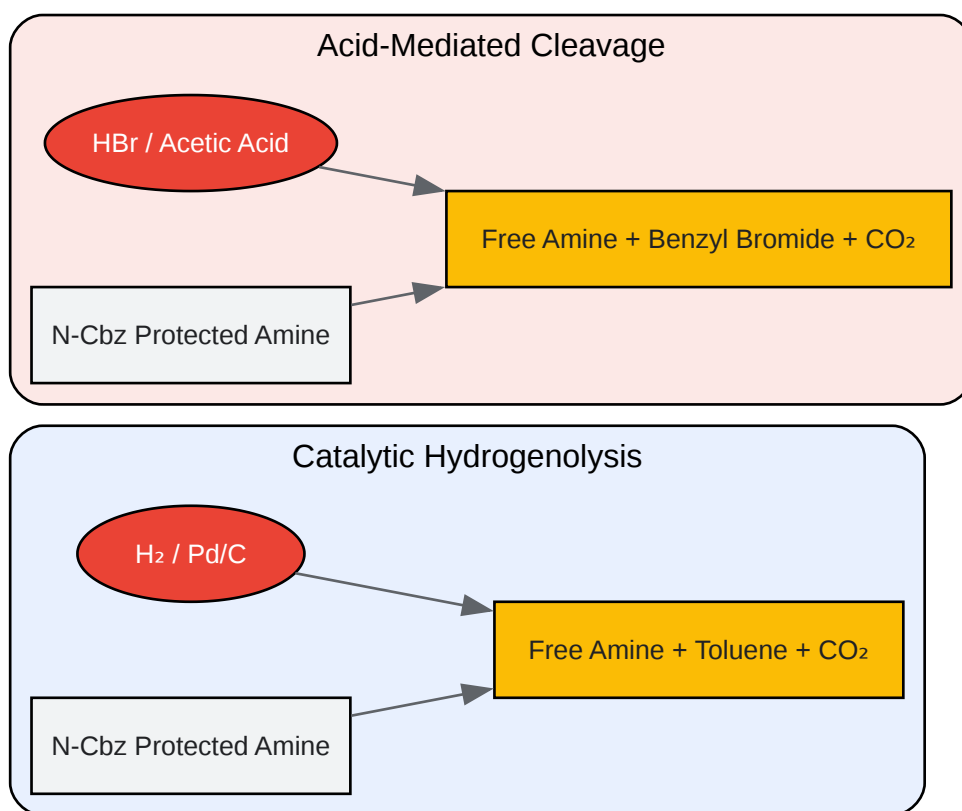 Acid-Mediated Cleavage
HBr / Acetic Acid
Free Amine + Benzyl Bromide + CO₂
N-Cbz Protected Amine
Catalytic Hydrogenolysis
H₂ / Pd/C
Free Amine + Toluene + CO₂
N-Cbz Protected Amine